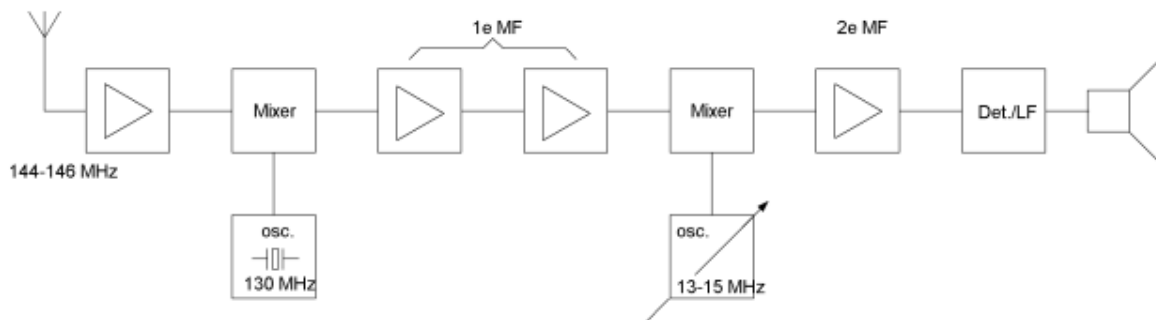 1e MF
2e MF
Mixer
Mixer
Det./LF
144-146 MHz
osc.
130 MHz
osc.
13-15 MHz